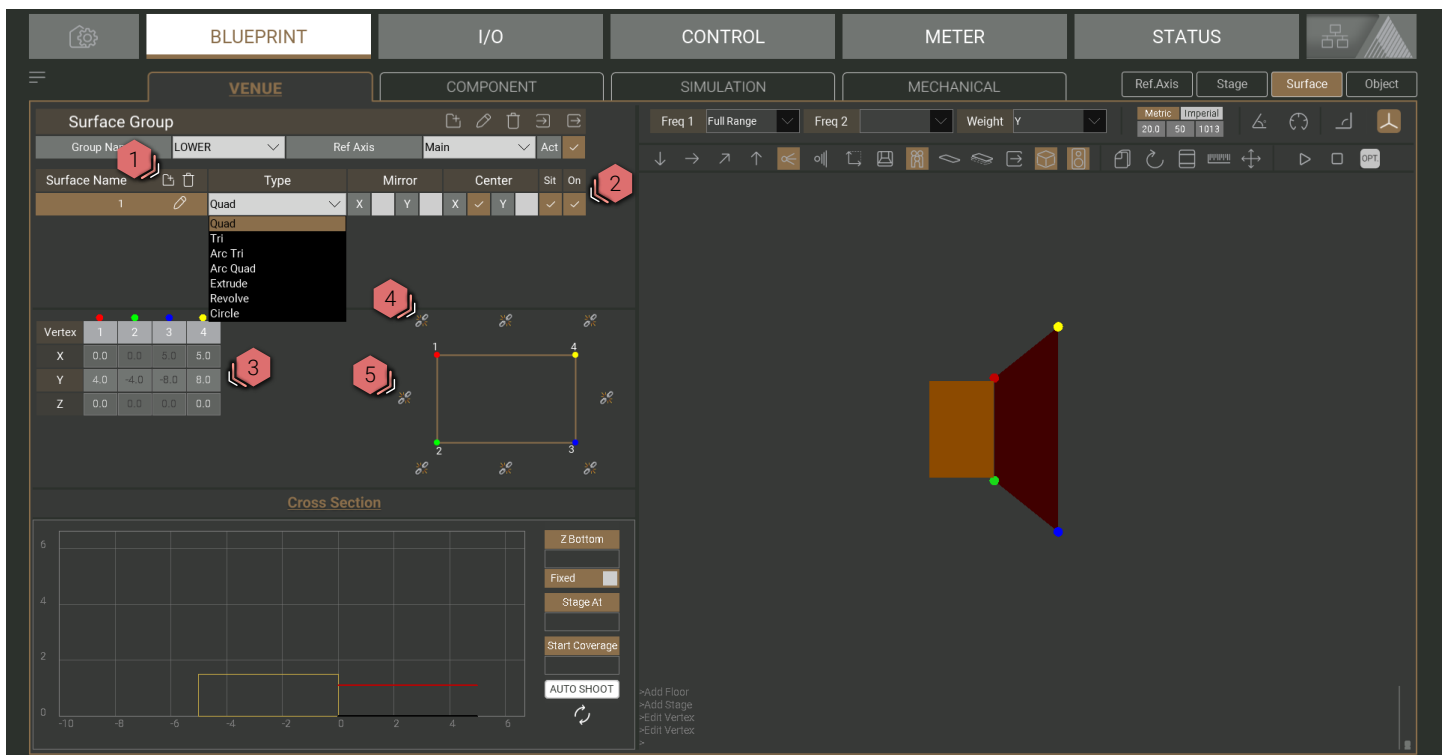 BLUEPRINT I/O CONTROL METER STATUS
VENUE COMPONENT SIMULATION MECHANICAL Ref.Axis Stage Surface Object
Surface Group
Group Na LOWER Ref Axis Main Act
1
Surface Name Type Mirror Center Sit On
2
1 Quad X Y X Y
Quad
Tri
Arc Tri
Arc Quad
Extrude
Revolve
Circle
4
Vertex 1 2 3 4
X 0.0 0.0 5.0 5.0
Y 4.0 -4.0 -8.0 8.0
Z 0.0 0.0 0.0 0.0
3
5
1 4
2 3
Cross Section
6
4
2
0
-10 -8 -6 -4 -2 0 2 4 6
Z Bottom
Fixed
Stage At
Start Coverage
AUTO SHOOT
Freq 1 Full Range Freq 2 Weight Y
Metric Imperial
20.0 50 1013
OPT.
>Add Floor
>Add Stage
>Edit Vertex
>Edit Vertex
>